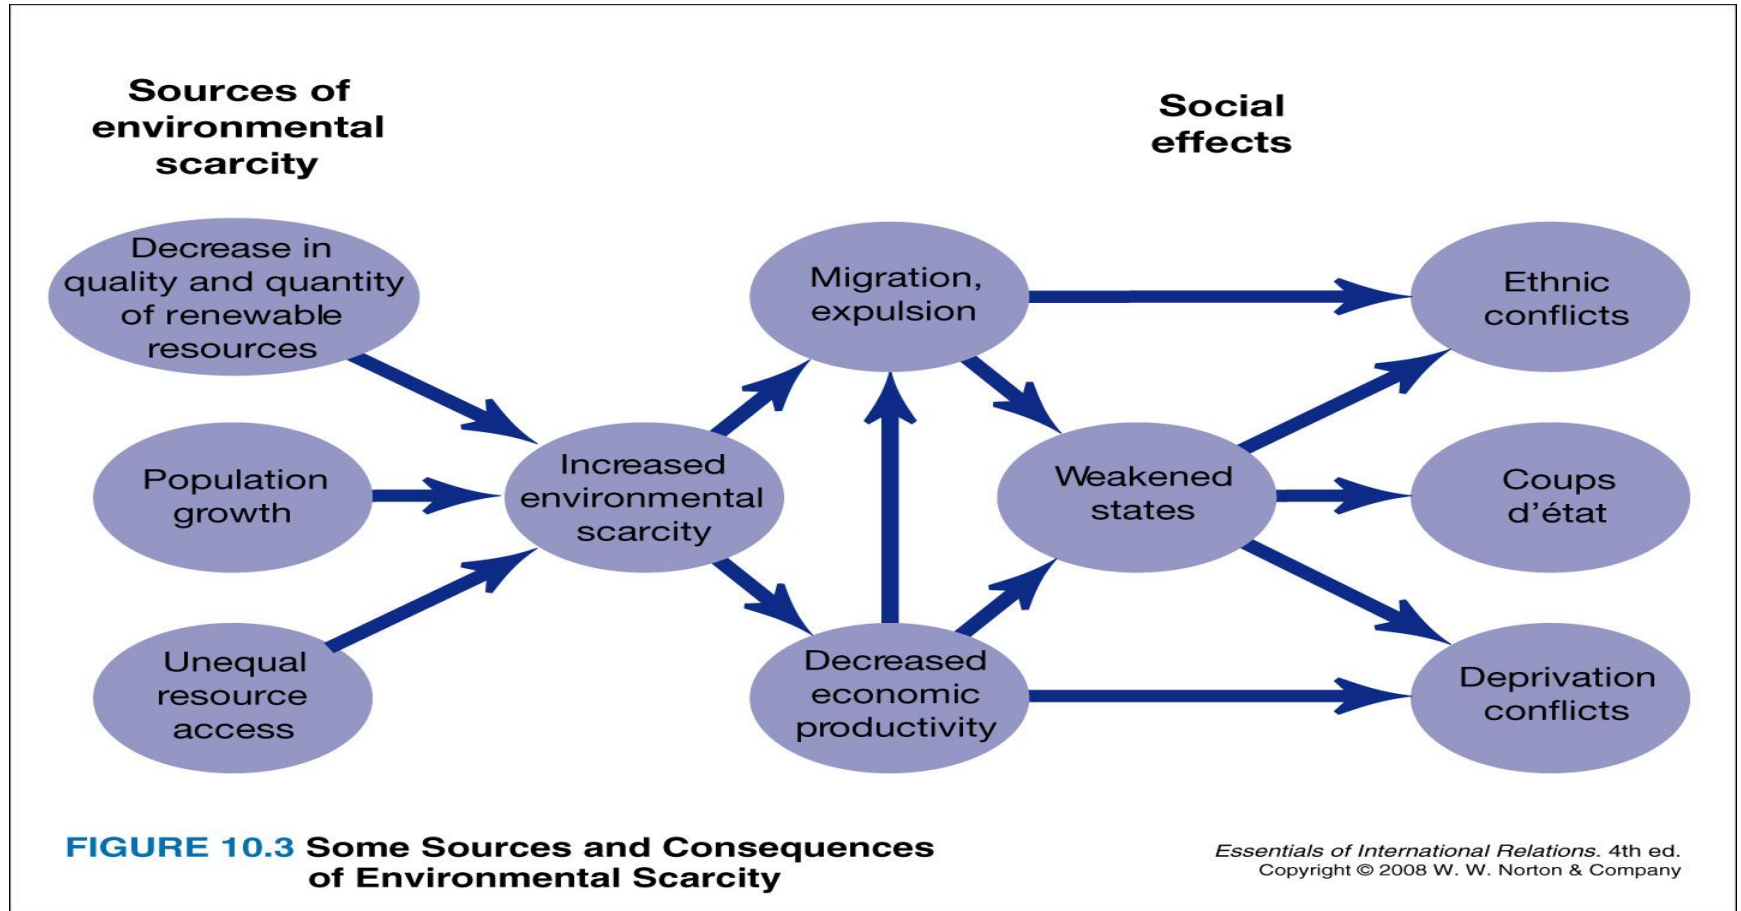 Sources of
environmental
scarcity
Social
effects
Decrease in
quality and quantity
of renewable
resources
Population
growth
Unequal
resource
access
Increased
environmental
scarcity
Migration,
expulsion
Decreased
economic
productivity
Weakened
states
Ethnic
conflicts
Coups
d’état
Deprivation
conflicts
FIGURE 10.3 Some Sources and Consequences
of Environmental Scarcity
Essentials of International Relations. 4th ed.
Copyright © 2008 W. W. Norton & Company